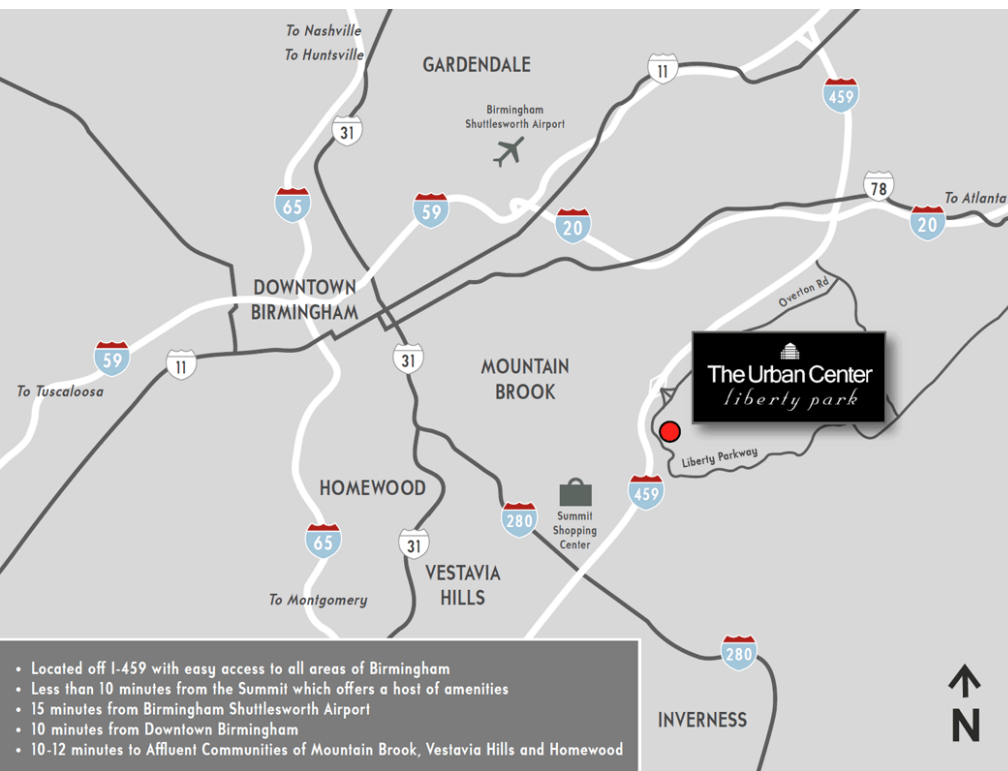 To Nashville
To Huntsville
GARDENDALE
11
459
Birmingham
Shuttlesworth Airport
31
65
59
20
78
To Atlanta
20
DOWNTOWN
BIRMINGHAM
Overton Rd
59
11
31
MOUNTAIN
BROOK
The Urban Center
liberty park
To Tuscaloosa
Liberty Parkway
HOMEWOOD
459
280
Summit
Shopping
Center
65
31
VESTAVIA
HILLS
To Montgomery
280
INVERNESS
N
• Located off I-459 with easy access to all areas of Birmingham
• Less than 10 minutes from the Summit which offers a host of amenities
• 15 minutes from Birmingham Shuttlesworth Airport
• 10 minutes from Downtown Birmingham
• 10-12 minutes to Affluent Communities of Mountain Brook, Vestavia Hills and Homewood